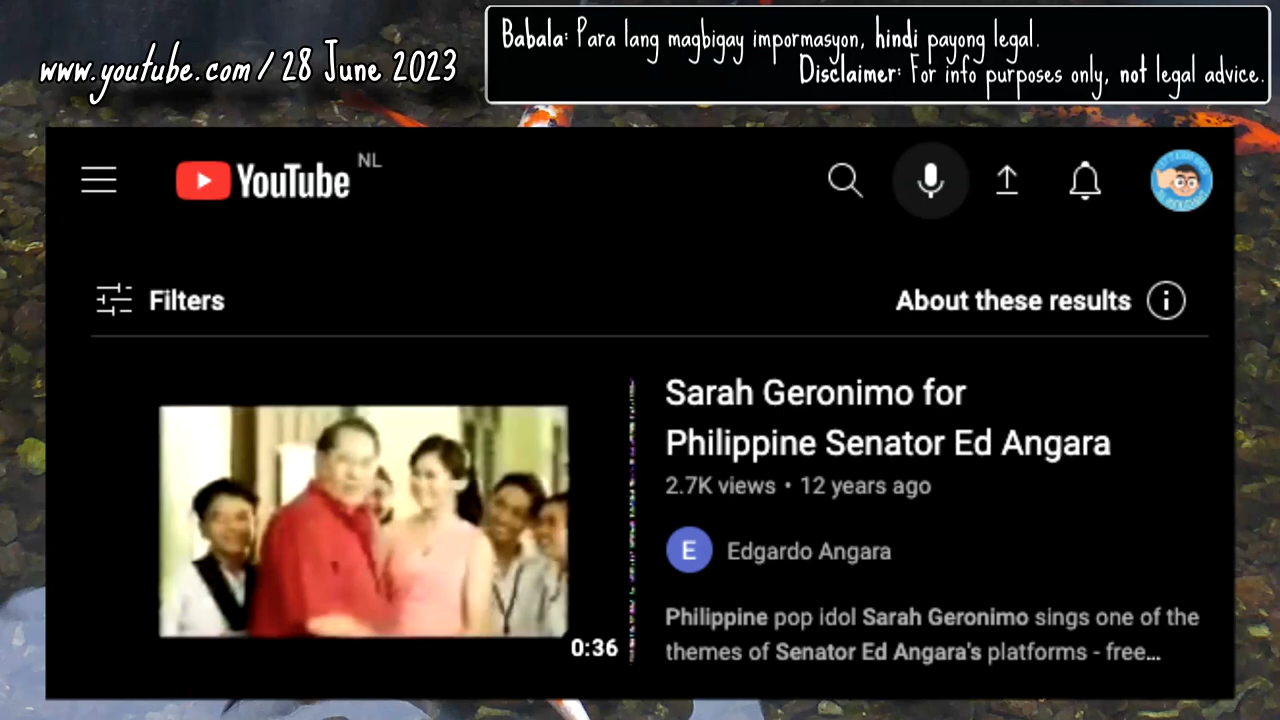 www.youtube.com / 28 June 2023
Babala: Para lang magbigay impormasyon, hindi payong legal.
Disclaimer: For info purposes only, not legal advice.
YouTube NL
Filters
About these results
Sarah Geronimo for
Philippine Senator Ed Angara
2.7K views • 12 years ago
E Edgardo Angara
Philippine pop idol Sarah Geronimo sings one of the
themes of Senator Ed Angara's platforms - free...
0:36